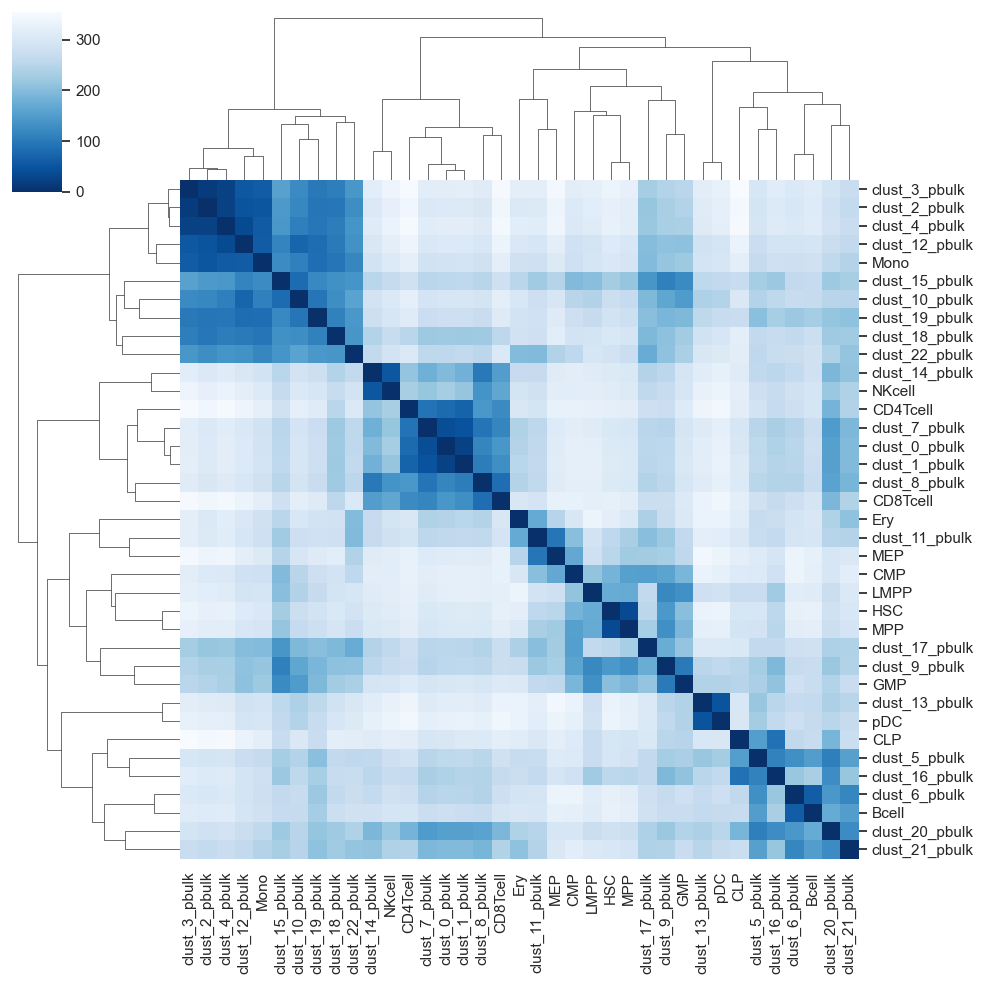 300
200
100
0
clust_3_pbulk
clust_2_pbulk
clust_4_pbulk
clust_12_pbulk
Mono
clust_15_pbulk
clust_10_pbulk
clust_19_pbulk
clust_18_pbulk
clust_22_pbulk
clust_14_pbulk
NKcell
CD4Tcell
clust_7_pbulk
clust_0_pbulk
clust_1_pbulk
clust_8_pbulk
CD8Tcell
Ery
clust_11_pbulk
MEP
CMP
LMPP
HSC
MPP
clust_17_pbulk
clust_9_pbulk
GMP
clust_13_pbulk
pDC
CLP
clust_5_pbulk
clust_16_pbulk
clust_6_pbulk
Bcell
clust_20_pbulk
clust_21_pbulk
clust_3_pbulk
clust_2_pbulk
clust_4_pbulk
clust_12_pbulk
Mono
clust_15_pbulk
clust_10_pbulk
clust_19_pbulk
clust_18_pbulk
clust_22_pbulk
clust_14_pbulk
NKcell
CD4Tcell
clust_7_pbulk
clust_0_pbulk
clust_1_pbulk
clust_8_pbulk
CD8Tcell
Ery
clust_11_pbulk
MEP
CMP
LMPP
HSC
MPP
clust_17_pbulk
clust_9_pbulk
GMP
clust_13_pbulk
pDC
CLP
clust_5_pbulk
clust_16_pbulk
clust_6_pbulk
Bcell
clust_20_pbulk
clust_21_pbulk